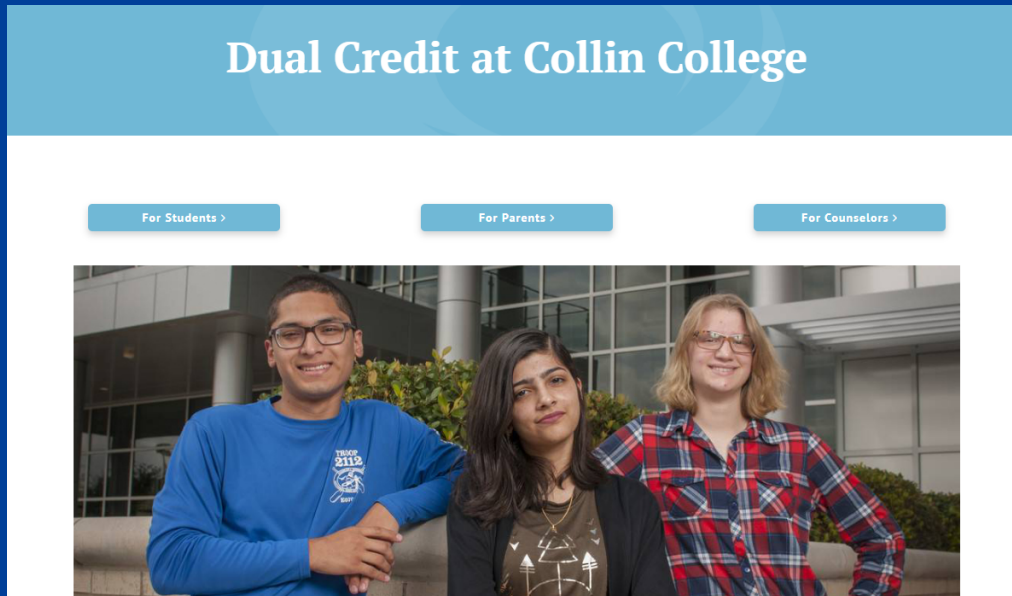 Dual Credit at Collin College
For Students >
For Parents >
For Counselors >
TROOP
2112